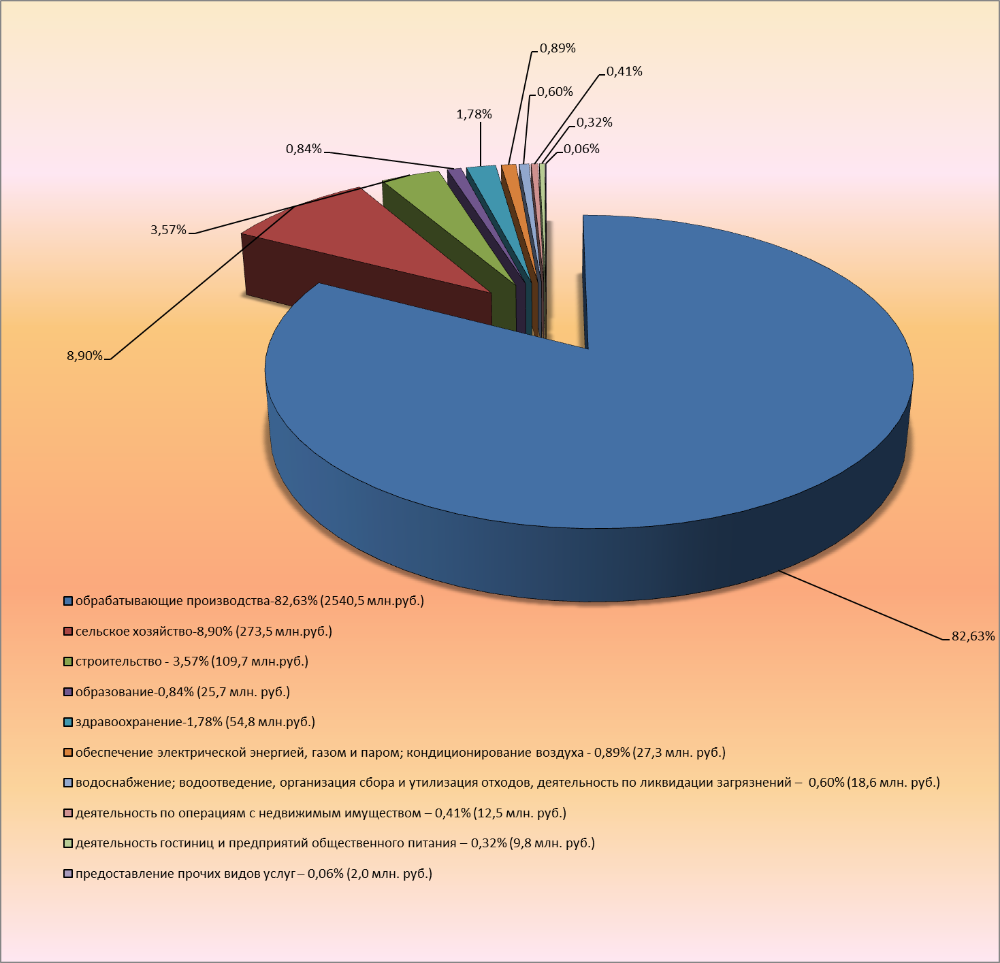 0,89%
0,41%
0,60%
1,78%
0,32%
0,84%
0,06%
3,57%
8,90%
82,63%
обрабатывающие производства-82,63% (2540,5 млн.руб.)
сельское хозяйство-8,90% (273,5 млн.руб.)
строительство - 3,57% (109,7 млн.руб.)
образование-0,84% (25,7 млн. руб.)
здравоохранение-1,78% (54,8 млн.руб.)
обеспечение электрической энергией, газом и паром; кондиционирование воздуха - 0,89% (27,3 млн. руб.)
водоснабжение; водоотведение, организация сбора и утилизация отходов, деятельность по ликвидации загрязнений – 0,60% (18,6 млн. руб.)
деятельность по операциям с недвижимым имуществом – 0,41% (12,5 млн. руб.)
деятельность гостиниц и предприятий общественного питания – 0,32% (9,8 млн. руб.)
предоставление прочих видов услуг – 0,06% (2,0 млн. руб.)